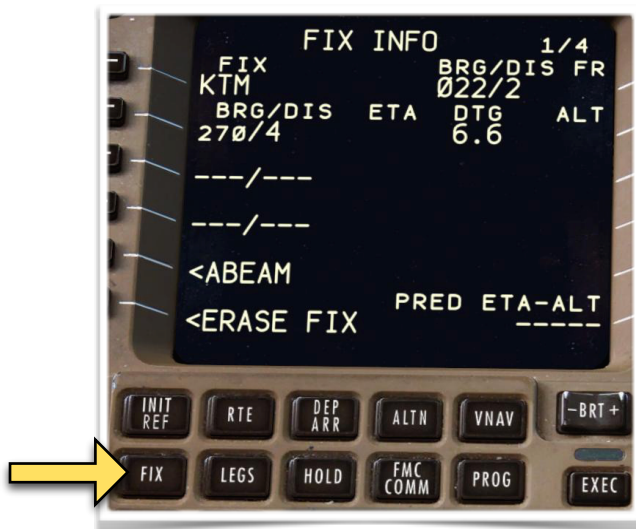 FIX INFO 1/4
FIX BRG/DIS FR
KTM Ø22/2
BRG/DIS ETA DTG ALT
27Ø/4 6.6
---/---
---/---
<ABEAM
PRED ETA-ALT
<ERASE FIX -----
INIT REF RTE DEP ARR ALTN VNAV -BRT+
FIX LEGS HOLD FMC COMM PROG EXEC